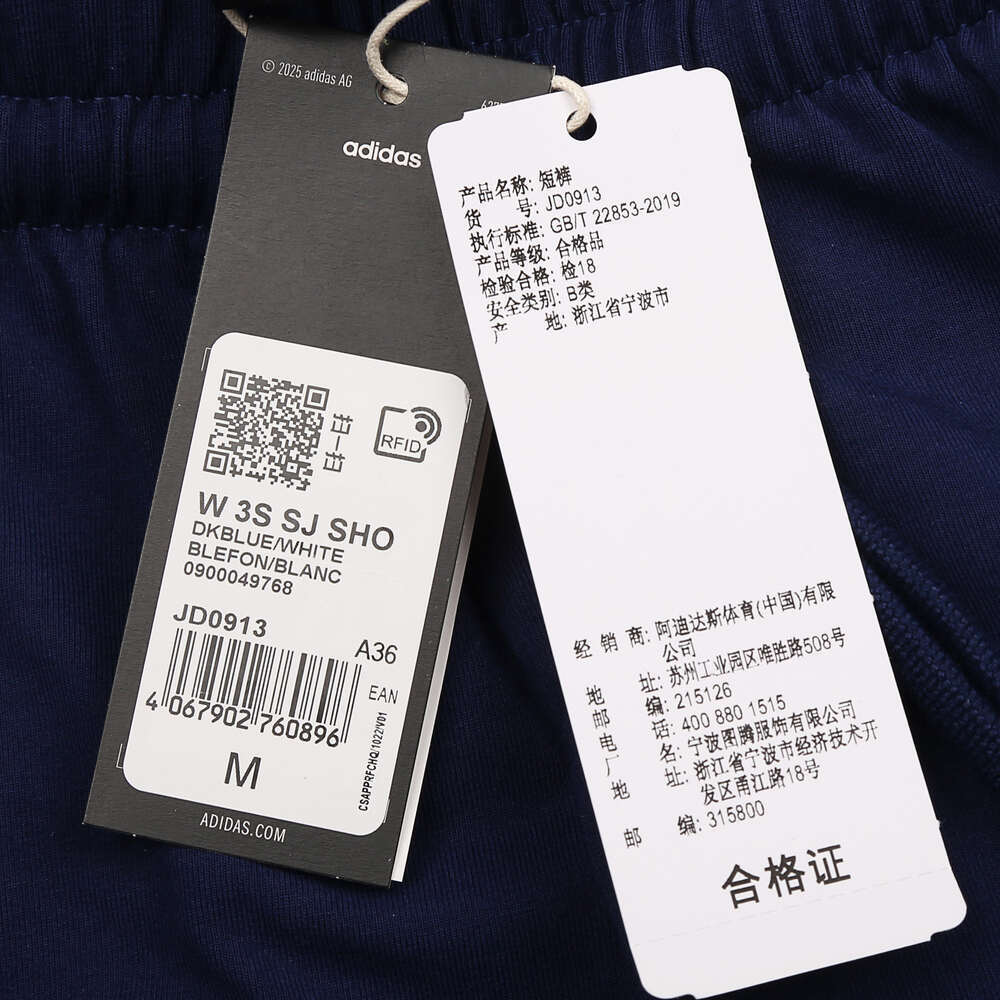 © 2025 adidas AG
adidas
RFID
W 3S SJ SHO
DKBLUE/WHITE
BLEFON/BLANC
0900049768
JD0913
A36
EAN
4 067902 760896
CSAPPRFCHQ/1022/V01
M
ADIDAS.COM
产品名称: 短裤
货 号: JD0913
执行标准: GB/T 22853-2019
产品等级: 合格品
检验合格: 检18
安全类别: B类
产 地: 浙江省宁波市
经 销 商: 阿迪达斯体育(中国)有限
公司
地 址: 苏州工业园区唯胜路508号
邮 编: 215126
电 话: 400 880 1515
厂 名: 宁波图腾服饰有限公司
地 址: 浙江省宁波市经济技术开
发区甬江路18号
邮 编: 315800
合格证